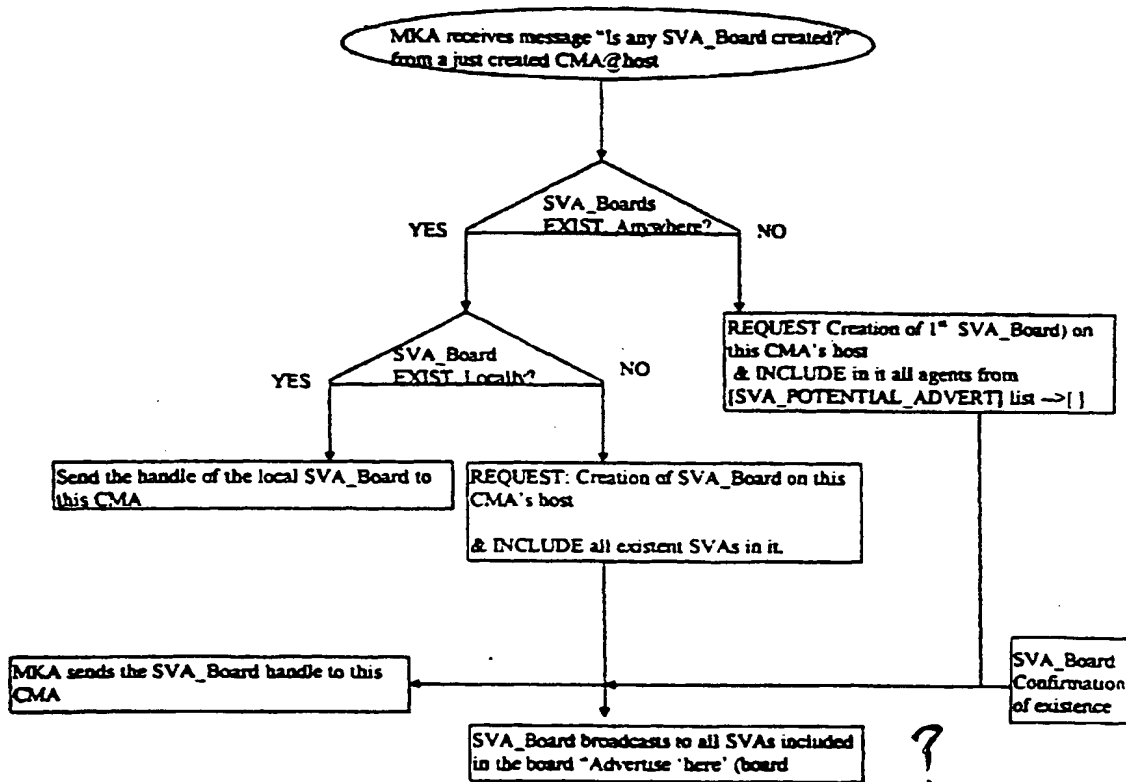 MKA receives message "Is any SVA_Board created?"
from a just created CMA@host
SVA_Boards
EXIST Anywhere?
YES
NO
SVA_Board
EXIST Locally?
YES
NO
REQUEST Creation of 1st SVA_Board) on
this CMA's host
& INCLUDE in it all agents from
[SVA_POTENTIAL_ADVERT] list -->[ ]
Send the handle of the local SVA_Board to
this CMA
REQUEST: Creation of SVA_Board on this
CMA's host
& INCLUDE all existent SVAs in it.
MKA sends the SVA_Board handle to this
CMA
SVA_Board
Confirmation
of existence
SVA_Board broadcasts to all SVAs included
in the board "Advertise 'here' (board
?